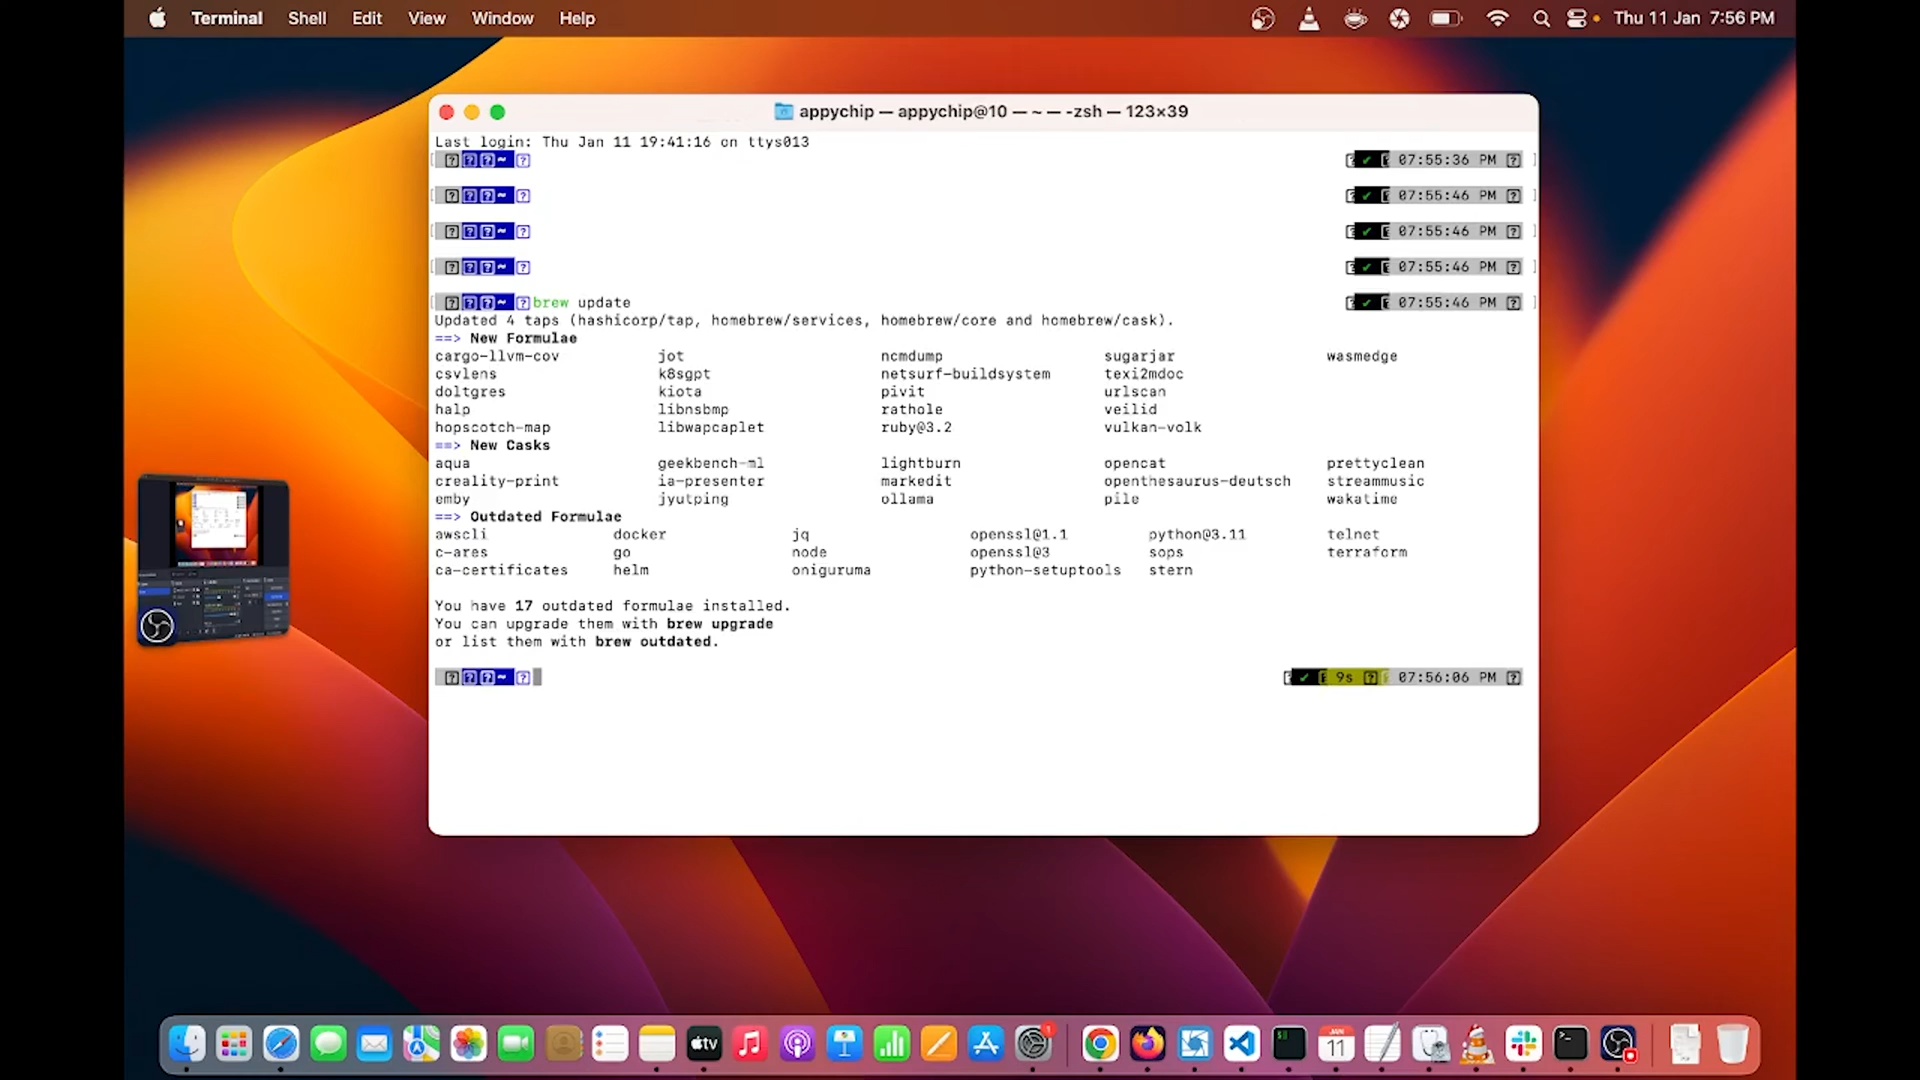 Terminal Shell Edit View Window Help Thu 11 Jan 7:56 PM
appychip — appychip@10 — ~ — -zsh — 123×39
Last login: Thu Jan 11 19:41:16 on ttys013
~ ✔ 07:55:36 PM
~ ✔ 07:55:46 PM
~ ✔ 07:55:46 PM
~ ✔ 07:55:46 PM
~ brew update ✔ 07:55:46 PM
Updated 4 taps (hashicorp/tap, homebrew/services, homebrew/core and homebrew/cask).
==> New Formulae
cargo-llvm-cov jot ncmdump sugarjar wasmedge
csvlens k8sgpt netsurf-buildsystem texi2mdoc
doltgres kiota pivit urlscan
halp libnsbmp rathole veilid
hopscotch-map libwapcaplet ruby@3.2 vulkan-volk
==> New Casks
aqua geekbench-ml lightburn opencat prettyclean
creality-print ia-presenter markedit openthesaurus-deutsch streammusic
emby jyutping ollama pile wakatime
==> Outdated Formulae
awscli docker jq openssl@1.1 python@3.11 telnet
c-ares go node openssl@3 sops terraform
ca-certificates helm oniguruma python-setuptools stern
You have 17 outdated formulae installed.
You can upgrade them with brew upgrade
or list them with brew outdated.
~ ✔ 9s 07:56:06 PM
tv 1 JAN 11